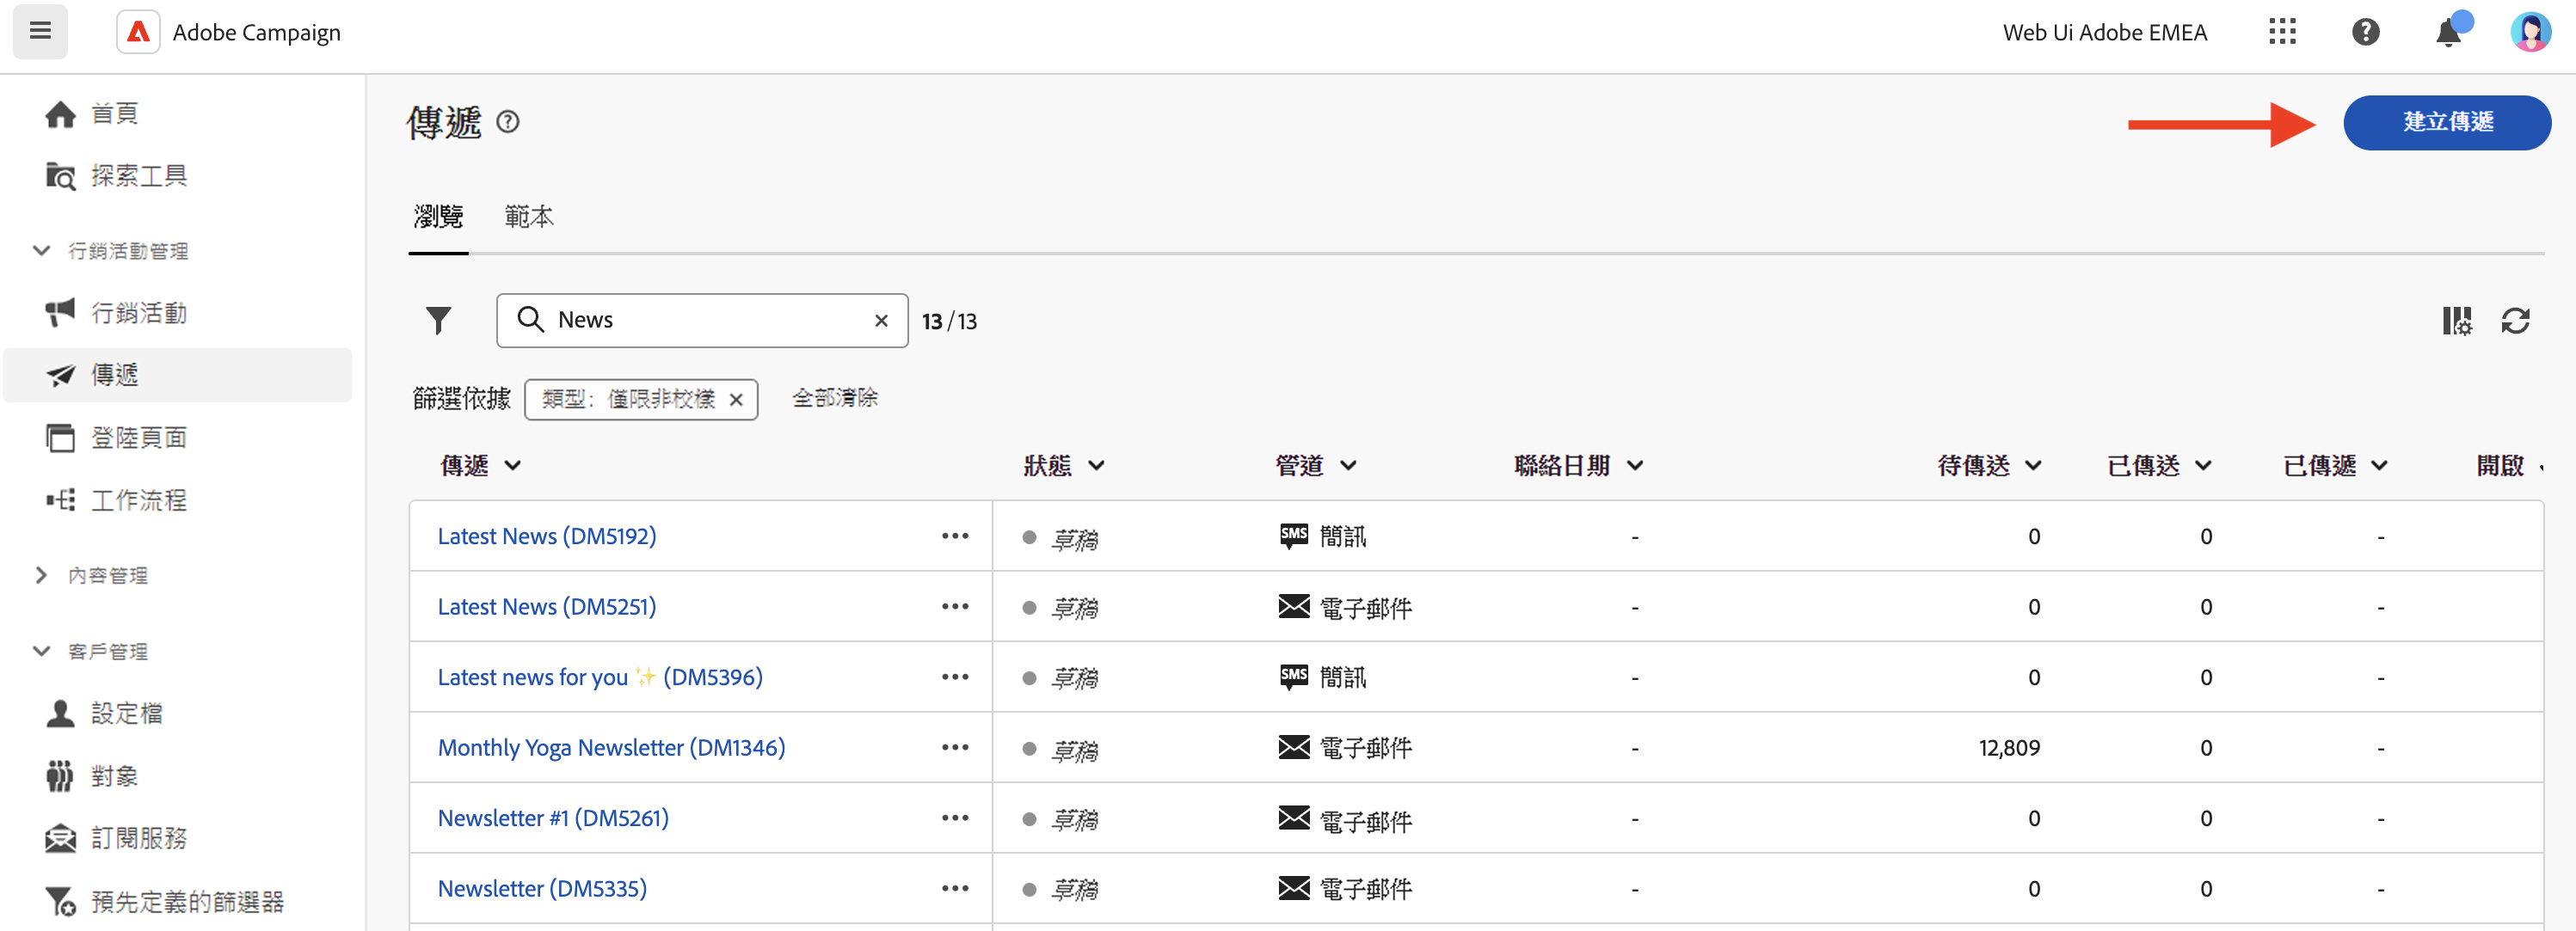 Adobe Campaign
Web Ui Adobe EMEA
首頁
探索工具
行銷活動管理
行銷活動
傳遞
登陸頁面
工作流程
內容管理
客戶管理
設定檔
對象
訂閱服務
預先定義的篩選器
傳遞
建立傳遞
瀏覽 範本
News 13/13
篩選依據 類型：僅限非校樣 全部清除
傳遞 狀態 管道 聯絡日期 待傳送 已傳送 已傳遞 開啟
Latest News (DM5192) ••• 草稿 SMS 簡訊 - 0 0 -
Latest News (DM5251) ••• 草稿 電子郵件 - 0 0 -
Latest news for you ✨ (DM5396) ••• 草稿 SMS 簡訊 - 0 0 -
Monthly Yoga Newsletter (DM1346) ••• 草稿 電子郵件 - 12,809 0 -
Newsletter #1 (DM5261) ••• 草稿 電子郵件 - 0 0 -
Newsletter (DM5335) ••• 草稿 電子郵件 - 0 0 -